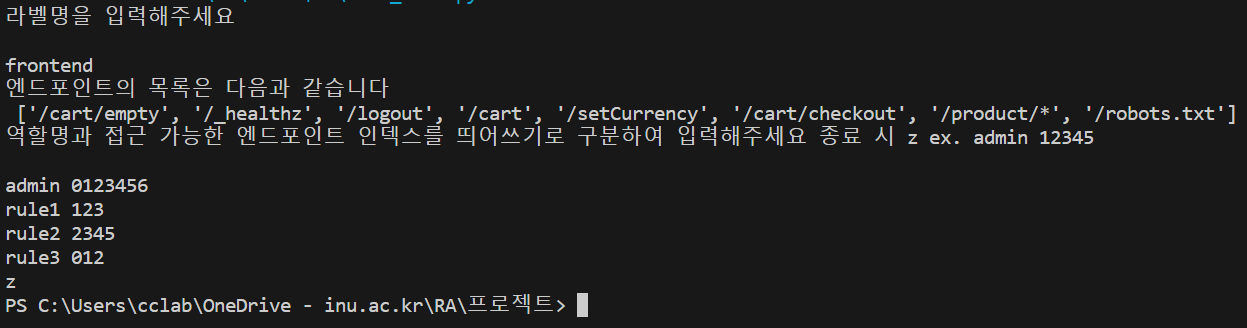 라벨명을 입력해주세요
frontend
엔드포인트의 목록은 다음과 같습니다
['/cart/empty', '/_healthz', '/logout', '/cart', '/setCurrency', '/cart/checkout', '/product/*', '/robots.txt']
역할명과 접근 가능한 엔드포인트 인덱스를 띄어쓰기로 구분하여 입력해주세요 종료 시 z ex. admin 12345
admin 0123456
rule1 123
rule2 2345
rule3 012
z
PS C:\Users\cclab\OneDrive - inu.ac.kr\RA\프로젝트>